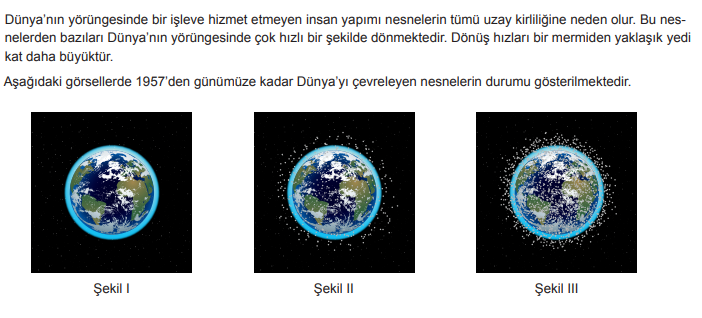 Dünya'nın yörüngesinde bir işleve hizmet etmeyen insan yapımı nesnelerin tümü uzay kirliliğine neden olur. Bu nes-
nelerden bazıları Dünya'nın yörüngesinde çok hızlı bir şekilde dönmektedir. Dönüş hızları bir mermiden yaklaşık yedi
kat daha büyüktür.
Aşağıdaki görsellerde 1957'den günümüze kadar Dünya'yı çevreleyen nesnelerin durumu gösterilmektedir.
Şekil I
Şekil II
Şekil III